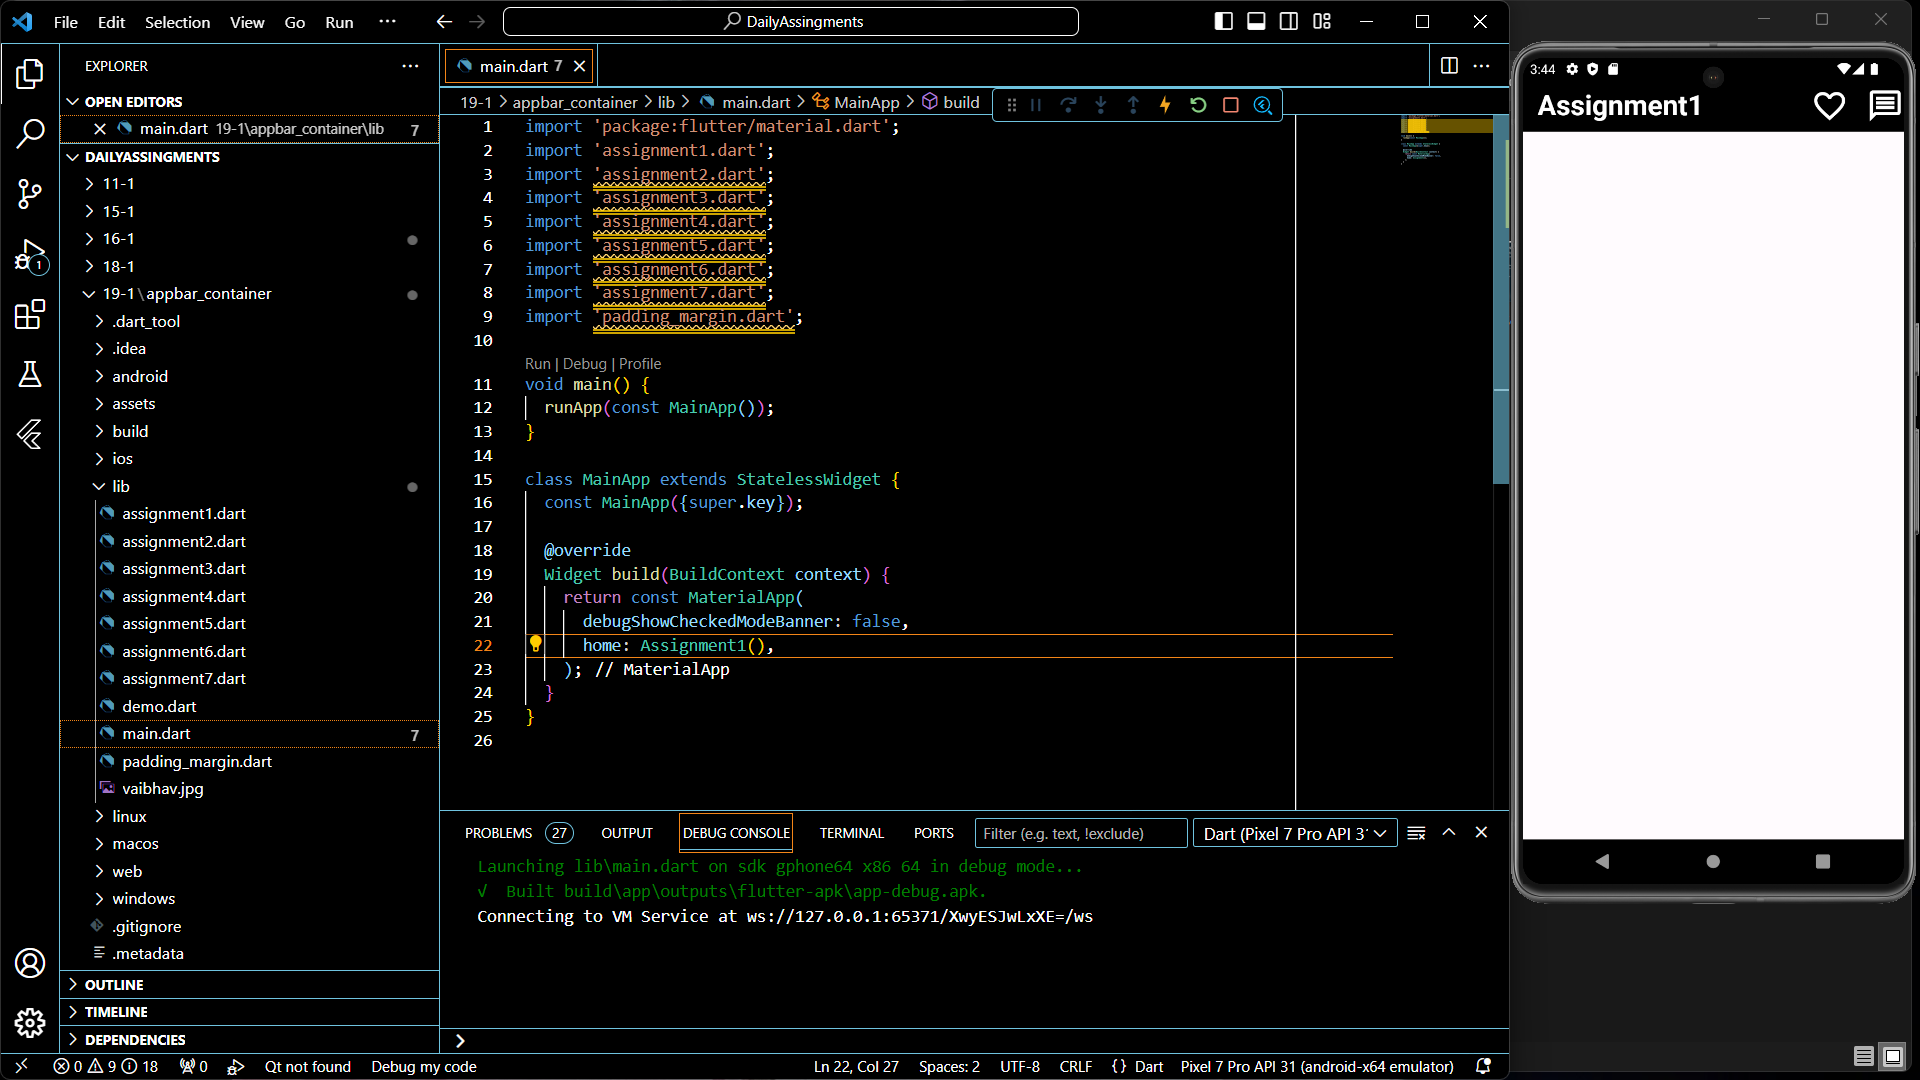 File Edit Selection View Go Run ··· DailyAssingments
EXPLORER
OPEN EDITORS
main.dart 19-1\appbar_container\lib 7
DAILYASSINGMENTS
11-1
15-1
16-1
18-1
19-1\appbar_container
.dart_tool
.idea
android
assets
build
ios
lib
assignment1.dart
assignment2.dart
assignment3.dart
assignment4.dart
assignment5.dart
assignment6.dart
assignment7.dart
demo.dart
main.dart 7
padding_margin.dart
vaibhav.jpg
linux
macos
web
windows
.gitignore
.metadata
OUTLINE
TIMELINE
DEPENDENCIES
main.dart 7
19-1 > appbar_container > lib > main.dart > MainApp > build
1 import 'package:flutter/material.dart';
2 import 'assignment1.dart';
3 import 'assignment2.dart';
4 import 'assignment3.dart';
5 import 'assignment4.dart';
6 import 'assignment5.dart';
7 import 'assignment6.dart';
8 import 'assignment7.dart';
9 import 'padding_margin.dart';
10
Run | Debug | Profile
11 void main() {
12 runApp(const MainApp());
13 }
14
15 class MainApp extends StatelessWidget {
16 const MainApp({super.key});
17
18 @override
19 Widget build(BuildContext context) {
20 return const MaterialApp(
21 debugShowCheckedModeBanner: false,
22 home: Assignment1(),
23 ); // MaterialApp
24 }
25 }
26
PROBLEMS 27 OUTPUT DEBUG CONSOLE TERMINAL PORTS Filter (e.g. text, !exclude) Dart (Pixel 7 Pro API 31
Launching lib\main.dart on sdk gphone64 x86 64 in debug mode...
√ Built build\app\outputs\flutter-apk\app-debug.apk.
Connecting to VM Service at ws://127.0.0.1:65371/XwyESJwLxXE=/ws
>
1
0 9 18 0 Qt not found Debug my code Ln 22, Col 27 Spaces: 2 UTF-8 CRLF {} Dart Pixel 7 Pro API 31 (android-x64 emulator)
3:44
Assignment1